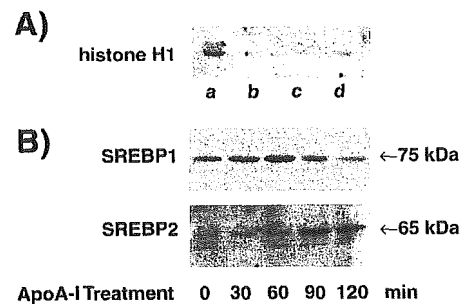 A)
histone H1
a b c d
B)
SREBP1 ←75 kDa
SREBP2 ←65 kDa
ApoA-I Treatment 0 30 60 90 120 min